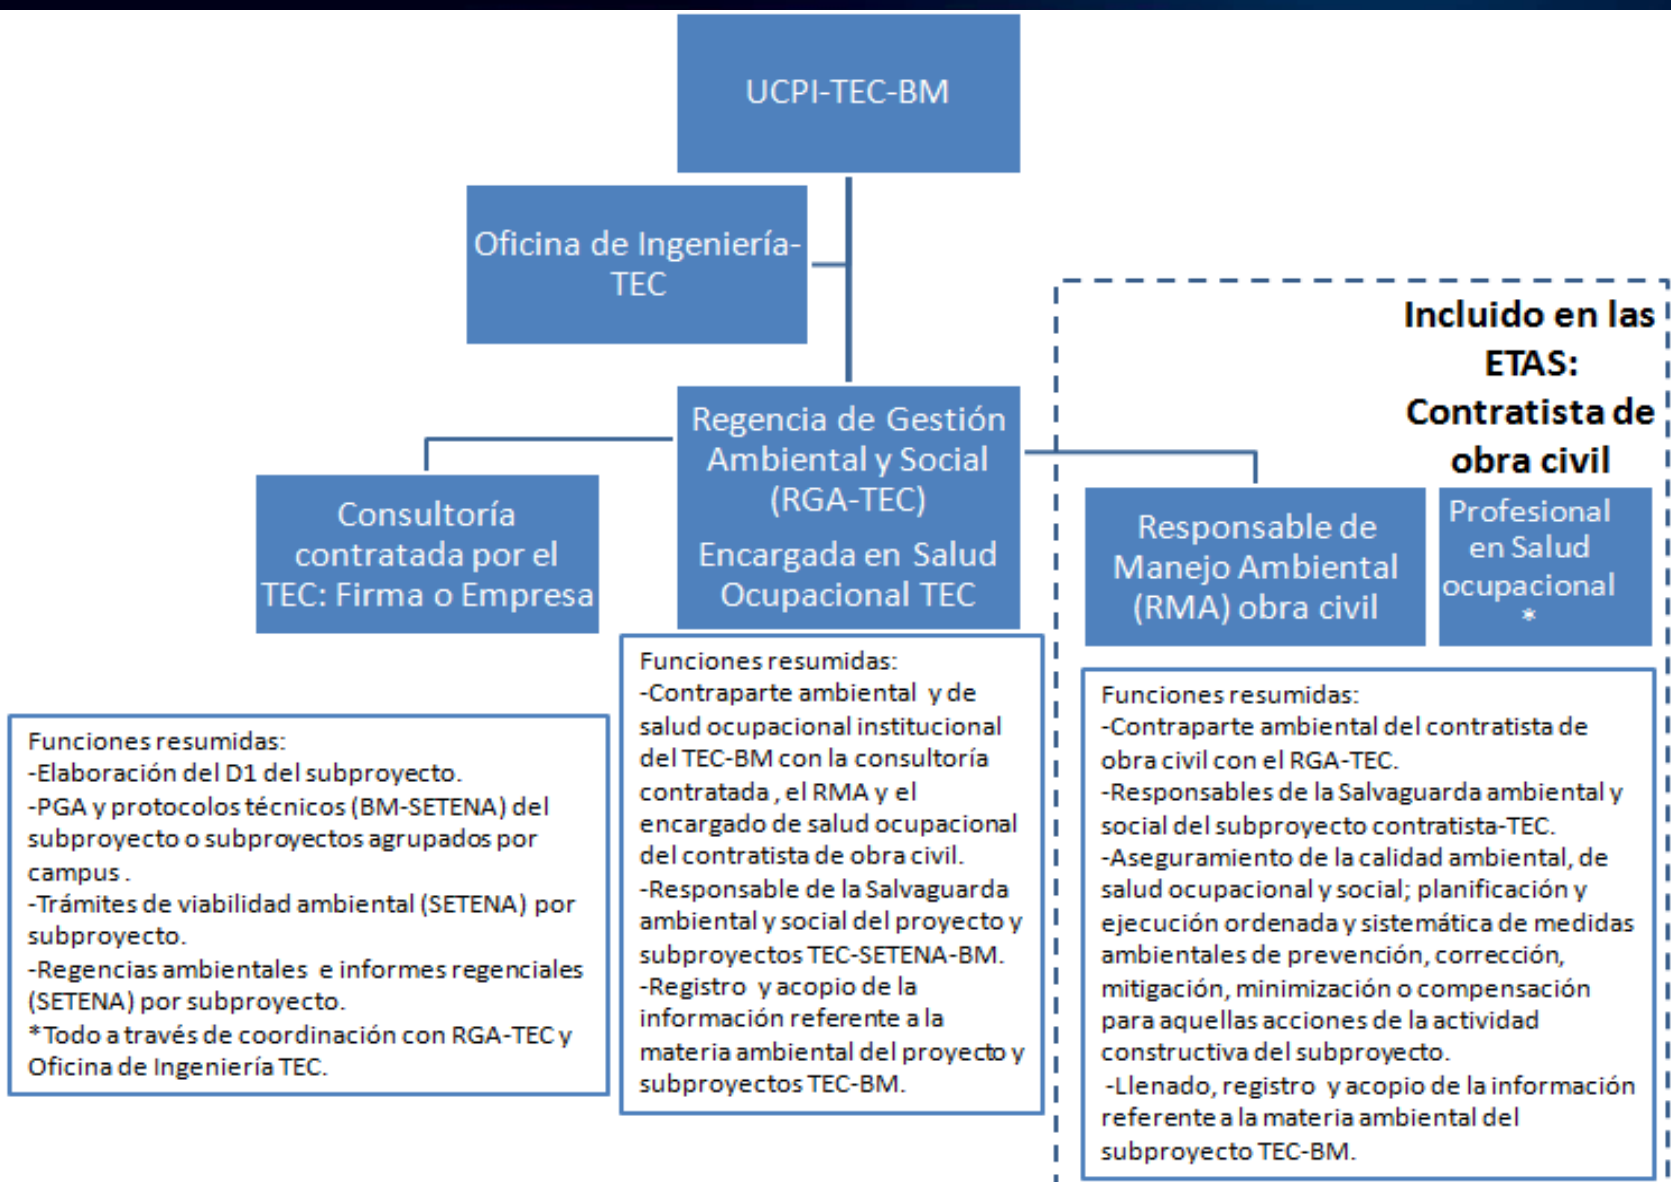 UCPI-TEC-BM
Oficina de Ingeniería-
TEC
Incluido en las
ETAS:
Contratista de
obra civil
Regencia de Gestión
Ambiental y Social
(RGA-TEC)
Encargada en Salud
Ocupacional TEC
Consultoría
contratada por el
TEC: Firma o Empresa
Responsable de
Manejo Ambiental
(RMA) obra civil
Profesional
en Salud
ocupacional
*
Funciones resumidas:
-Elaboración del D1 del subproyecto.
-PGA y protocolos técnicos (BM-SETENA) del
subproyecto o subproyectos agrupados por
campus .
-Trámites de viabilidad ambiental (SETENA) por
subproyecto.
-Regencias ambientales e informes regenciales
(SETENA) por subproyecto.
*Todo a través de coordinación con RGA-TEC y
Oficina de Ingeniería TEC.
Funciones resumidas:
-Contraparte ambiental y de
salud ocupacional institucional
del TEC-BM con la consultoría
contratada , el RMA y el
encargado de salud ocupacional
del contratista de obra civil.
-Responsable de la Salvaguarda
ambiental y social del proyecto y
subproyectos TEC-SETENA-BM.
-Registro y acopio de la
información referente a la
materia ambiental del proyecto y
subproyectos TEC-BM.
Funciones resumidas:
-Contraparte ambiental del contratista de
obra civil con el RGA-TEC.
-Responsables de la Salvaguarda ambiental y
social del subproyecto contratista-TEC.
-Aseguramiento de la calidad ambiental, de
salud ocupacional y social; planificación y
ejecución ordenada y sistemática de medidas
ambientales de prevención, corrección,
mitigación, minimización o compensación
para aquellas acciones de la actividad
constructiva del subproyecto.
-Llenado, registro y acopio de la información
referente a la materia ambiental del
subproyecto TEC-BM.